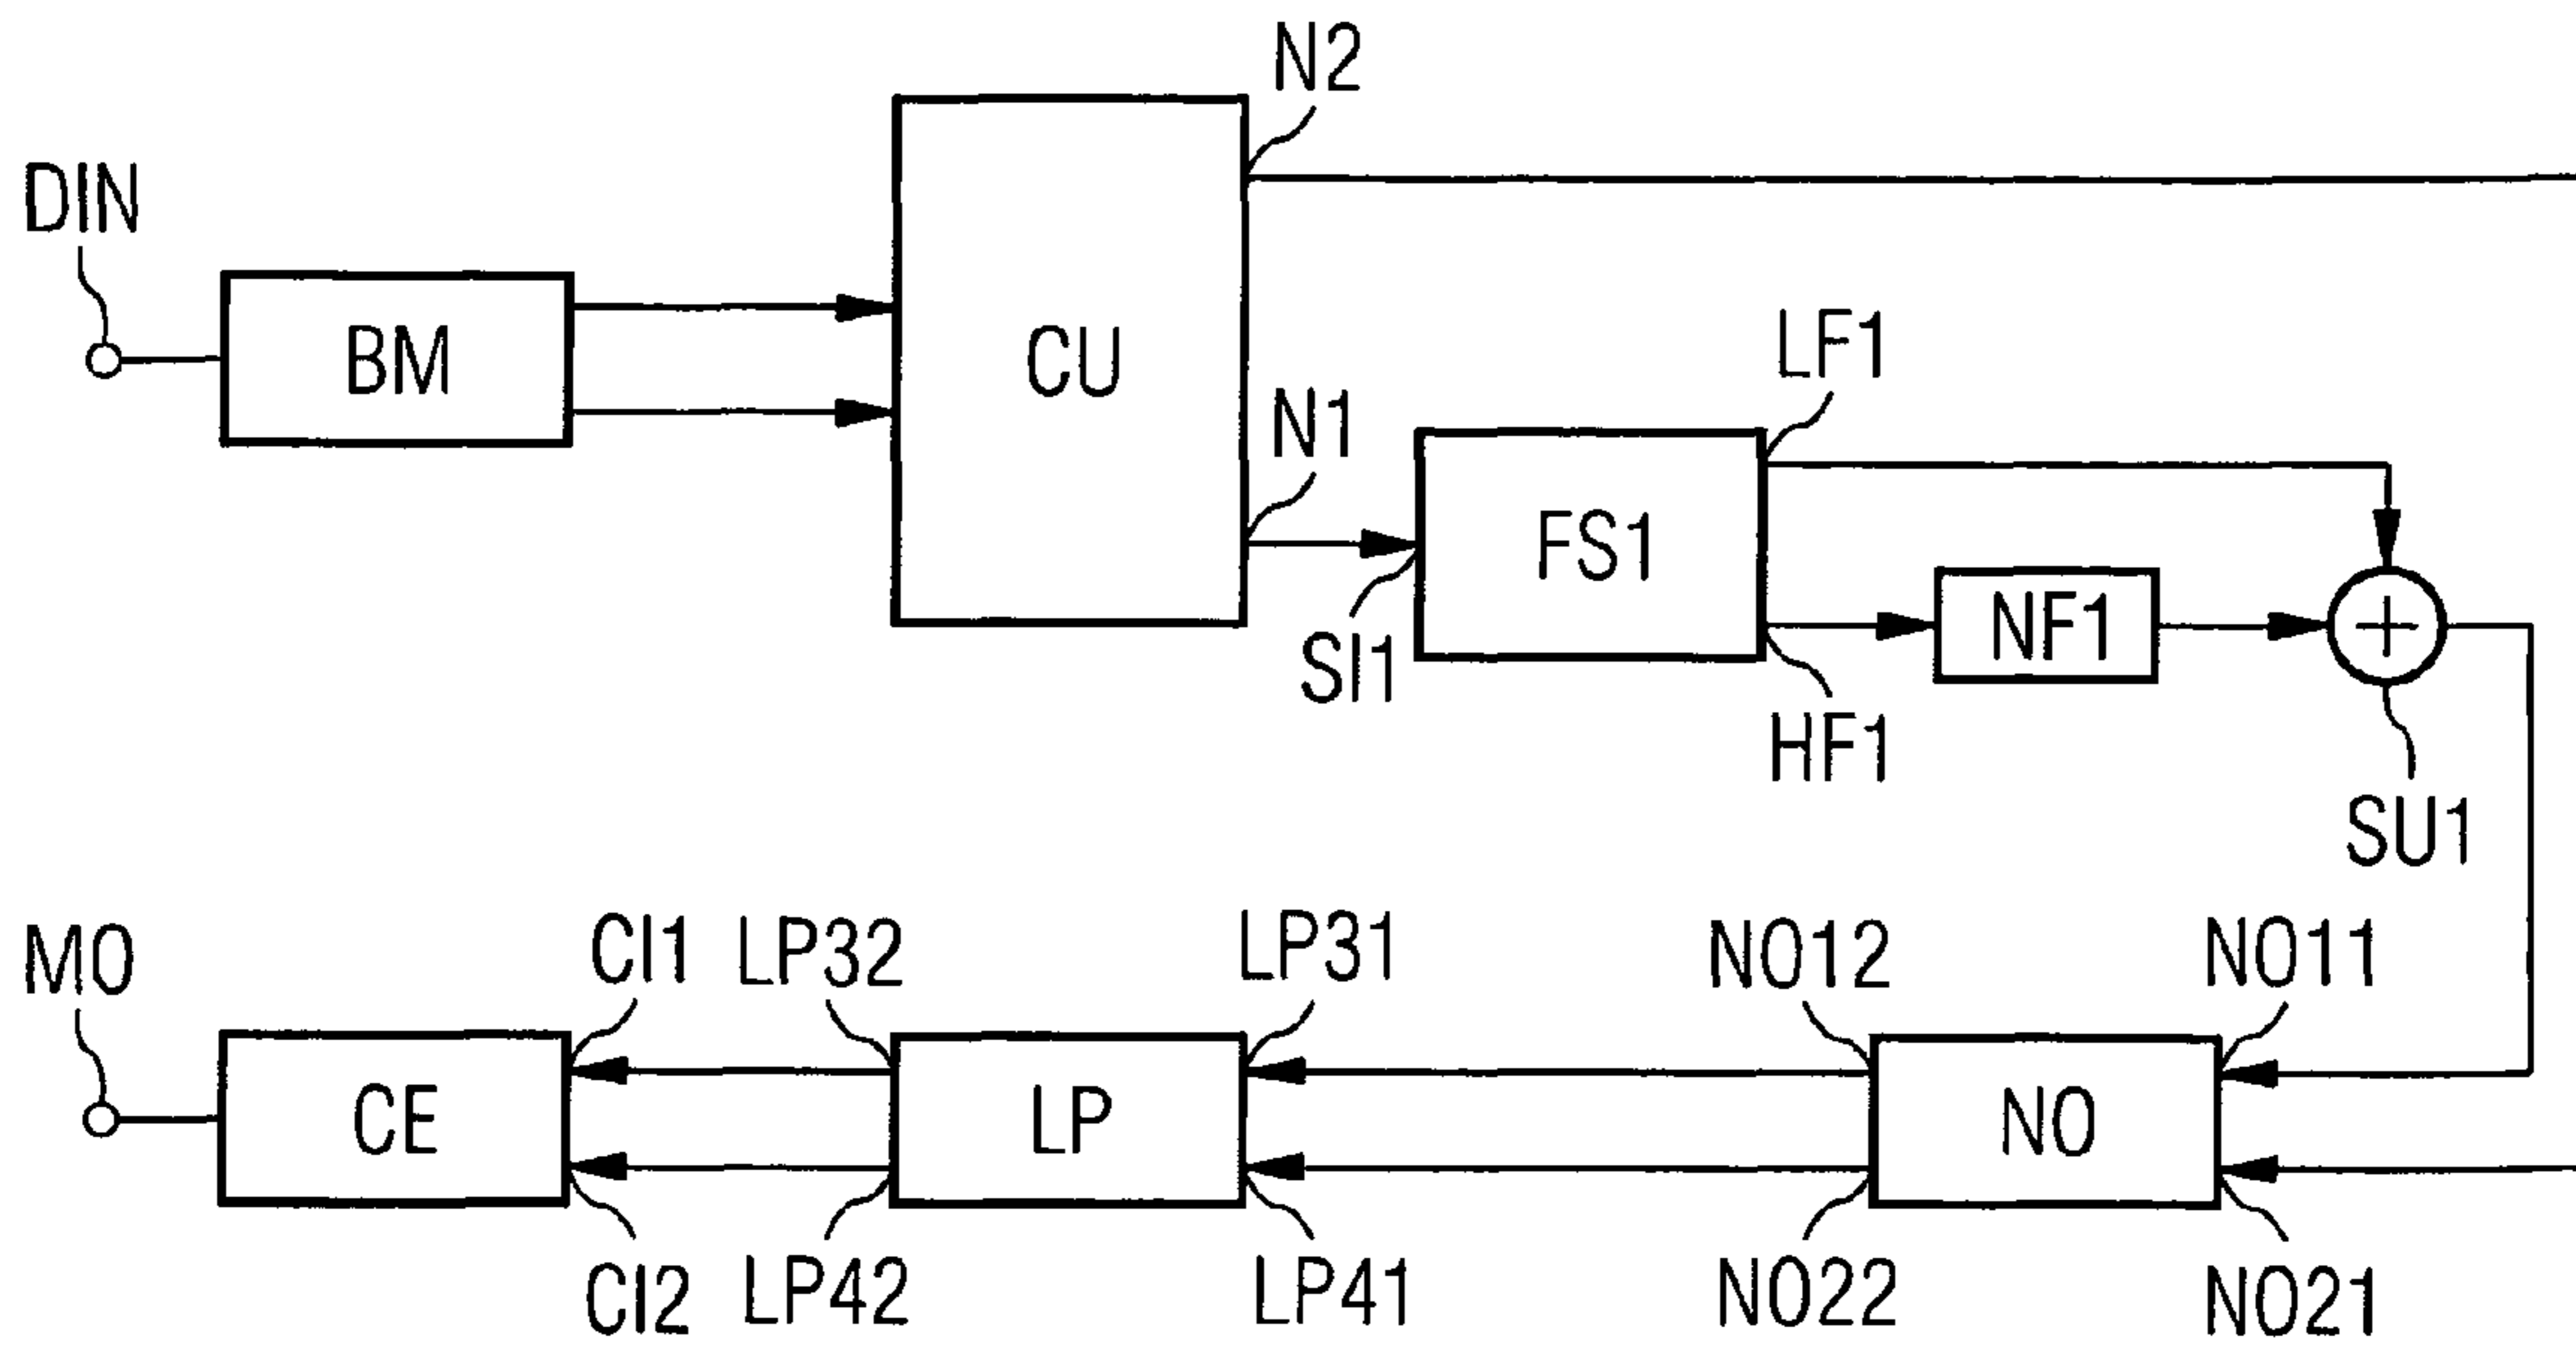 N2
DIN
BM
CU
LF1
N1
FS1
NF1
SI1
HF1
SU1
MO
CI1
LP32
LP31
NO12
NO11
CE
LP
NO
CI2
LP42
LP41
NO22
NO21